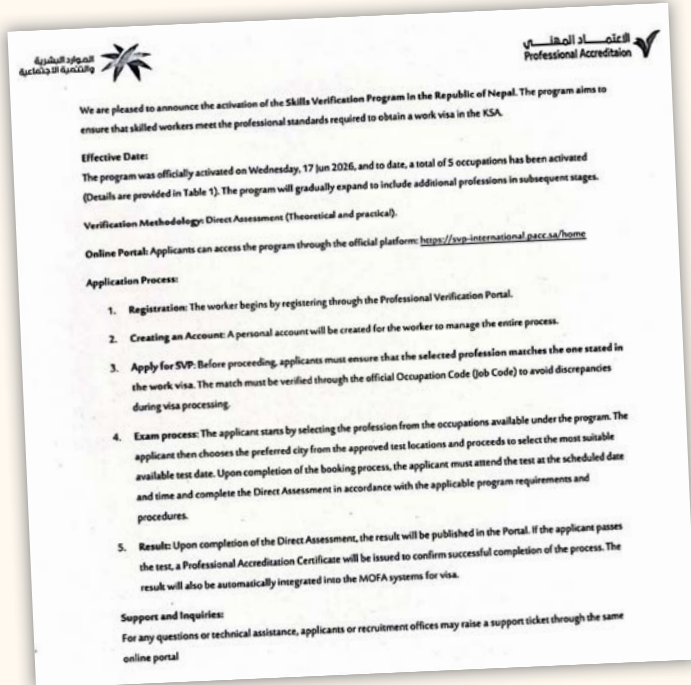 الموارد البشرية
والتنمية الاجتماعية
الاعتماد المهني
Professional Accreditaion
We are pleased to announce the activation of the Skills Verification Program in the Republic of Nepal. The program aims to
ensure that skilled workers meet the professional standards required to obtain a work visa in the KSA.
Effective Date:
The program was officially activated on Wednesday, 17 Jun 2026, and to date, a total of 5 occupations has been activated
(Details are provided in Table 1). The program will gradually expand to include additional professions in subsequent stages.
Verification Methodology: Direct Assessment (Theoretical and practical).
Online Portal: Applicants can access the program through the official platform: https://svp-international.pacc.sa/home
Application Process:
1. Registration: The worker begins by registering through the Professional Verification Portal.
2. Creating an Account: A personal account will be created for the worker to manage the entire process.
3. Apply for SVP: Before proceeding, applicants must ensure that the selected profession matches the one stated in
the work visa. The match must be verified through the official Occupation Code (Job Code) to avoid discrepancies
during visa processing.
4. Exam process: The applicant starts by selecting the profession from the occupations available under the program. The
applicant then chooses the preferred city from the approved test locations and proceeds to select the most suitable
available test date. Upon completion of the booking process, the applicant must attend the test at the scheduled date
and time and complete the Direct Assessment in accordance with the applicable program requirements and
procedures.
5. Result: Upon completion of the Direct Assessment, the result will be published in the Portal. If the applicant passes
the test, a Professional Accreditation Certificate will be issued to confirm successful completion of the process. The
result will also be automatically integrated into the MOFA systems for visa.
Support and Inquiries:
For any questions or technical assistance, applicants or recruitment offices may raise a support ticket through the same
online portal